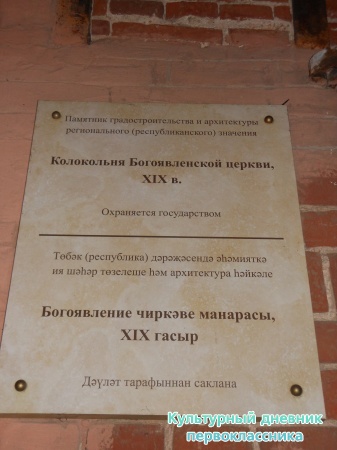 Памятник градостроительства и архитектуры
регионального (республиканского) значения
Колокольня Богоявленской церкви,
XIX в.
Охраняется государством
Төбәк (республика) дәрәҗәсендә әһәмияткә
ия шәһәр төзелеше һәм архитектура һәйкәле
Богоявление чиркәве манарасы,
XIX гасыр
Дәүләт тарафыннан саклана
Культурный дневник
первоклассника